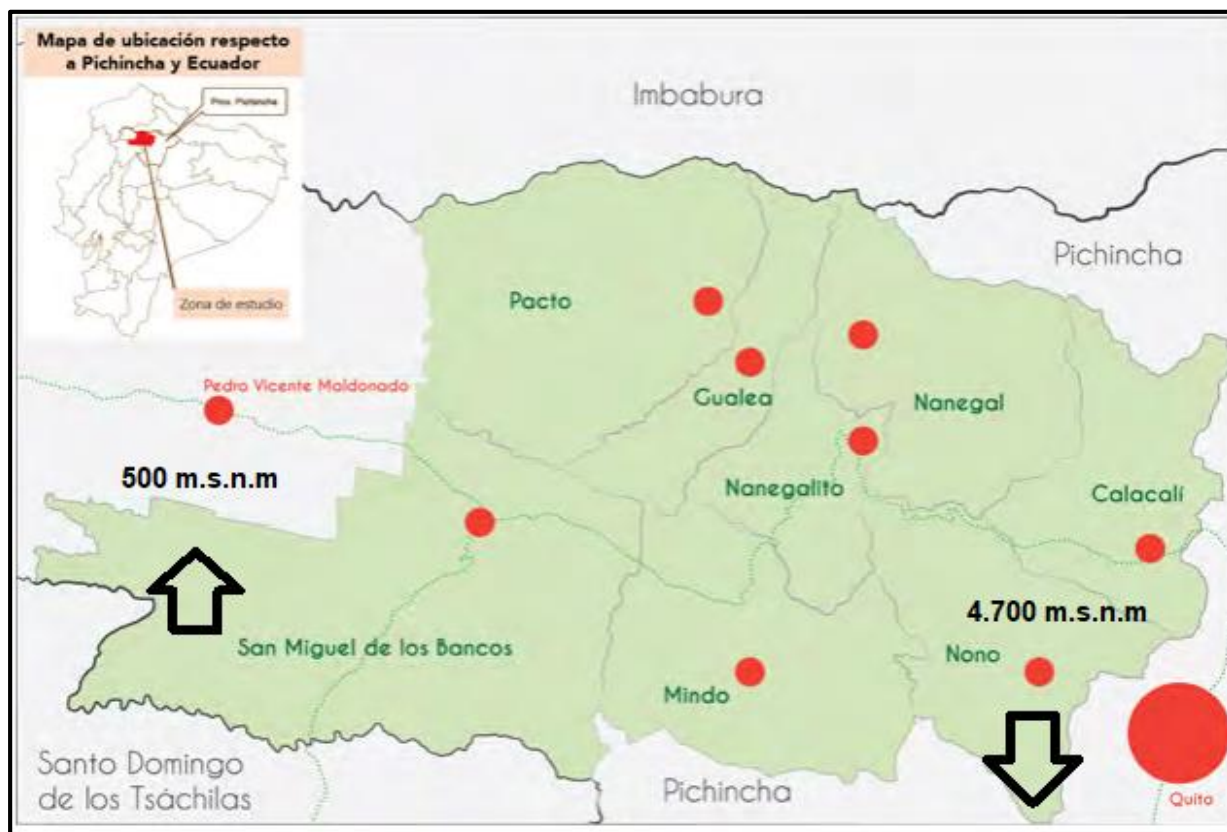 Mapa de ubicación respecto
a Pichincha y Ecuador
Prov. Pichincha
Zona de estudio
Imbabura
Pichincha
Pacto
Pedro Vicente Maldonado
Gualea
Nanegal
500 m.s.n.m
Nanegalito
Calacalí
4.700 m.s.n.m
San Miguel de los Bancos
Nono
Mindo
Santo Domingo
de los Tsáchilas
Pichincha
Quito